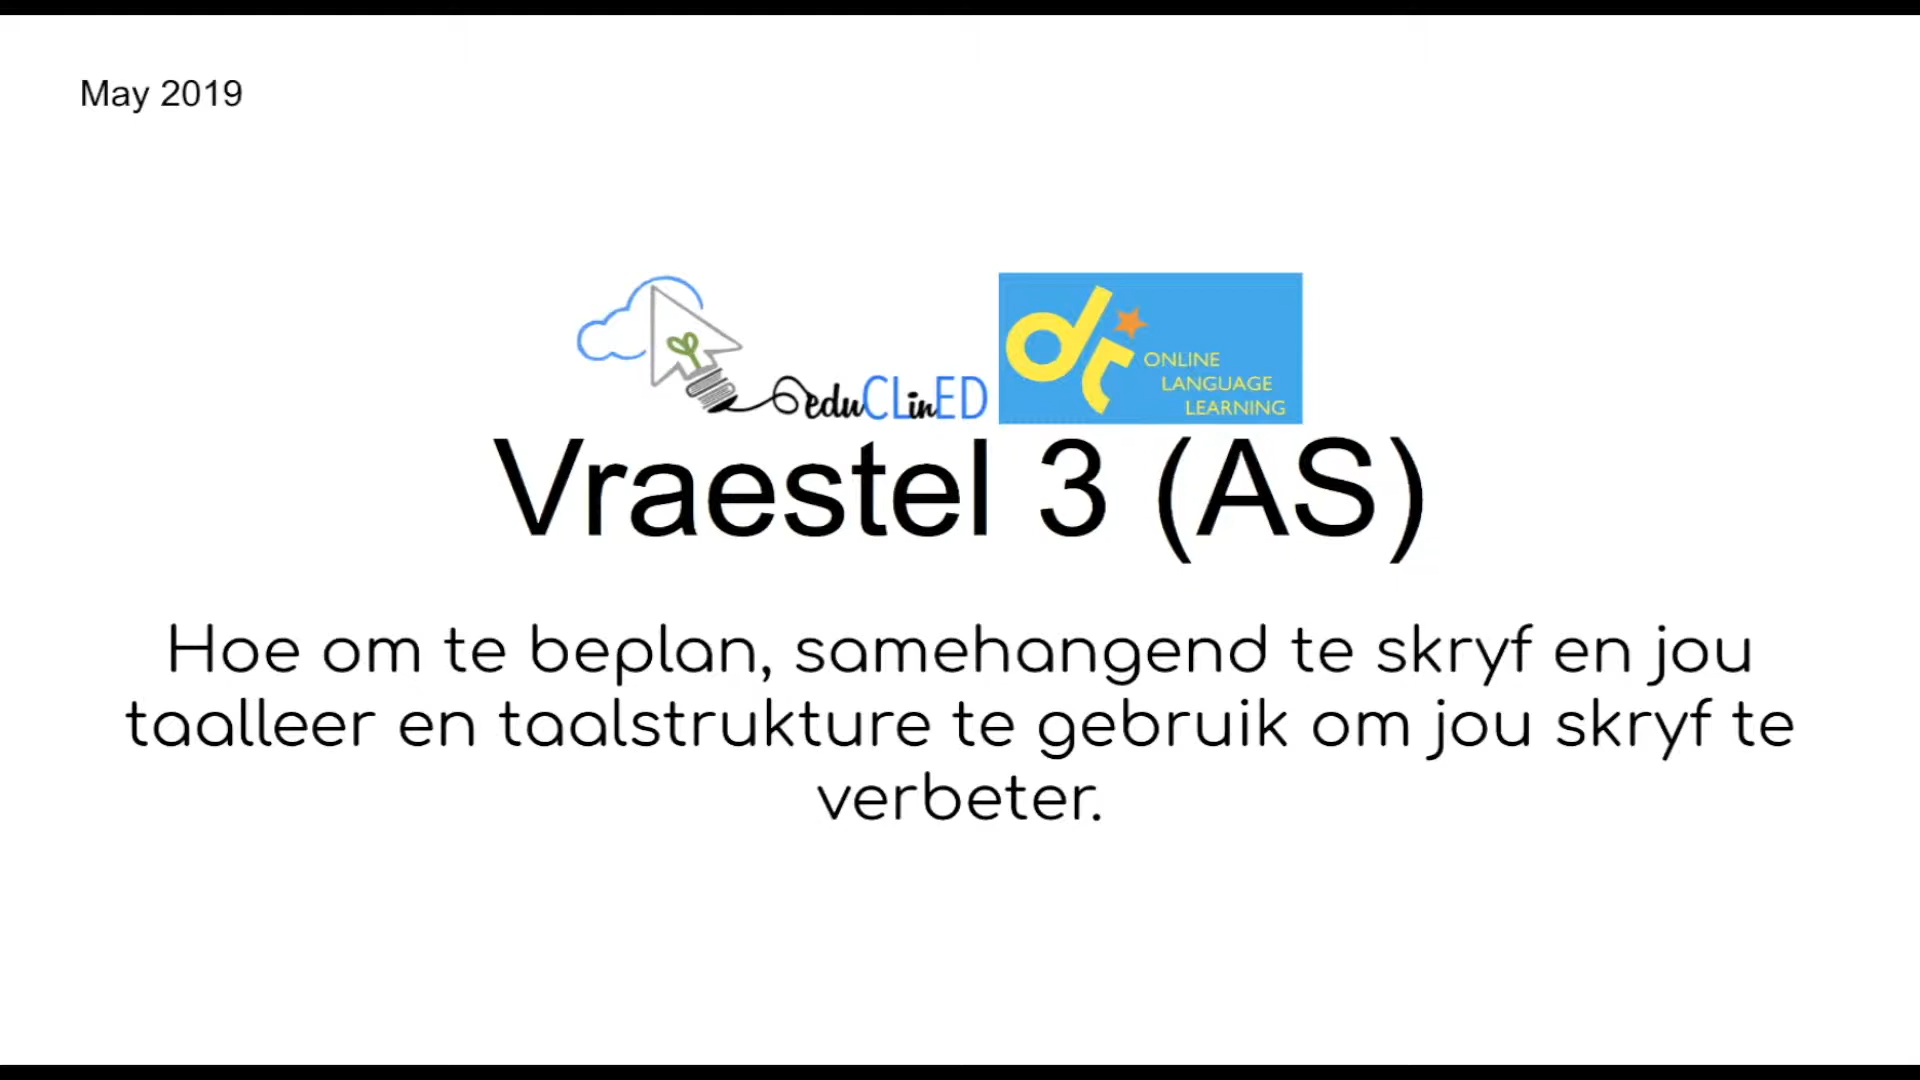 May 2019
eduCLinED
dt ONLINE
LANGUAGE
LEARNING
Vraestel 3 (AS)
Hoe om te beplan, samehangend te skryf en jou
taalleer en taalstrukture te gebruik om jou skryf te
verbeter.